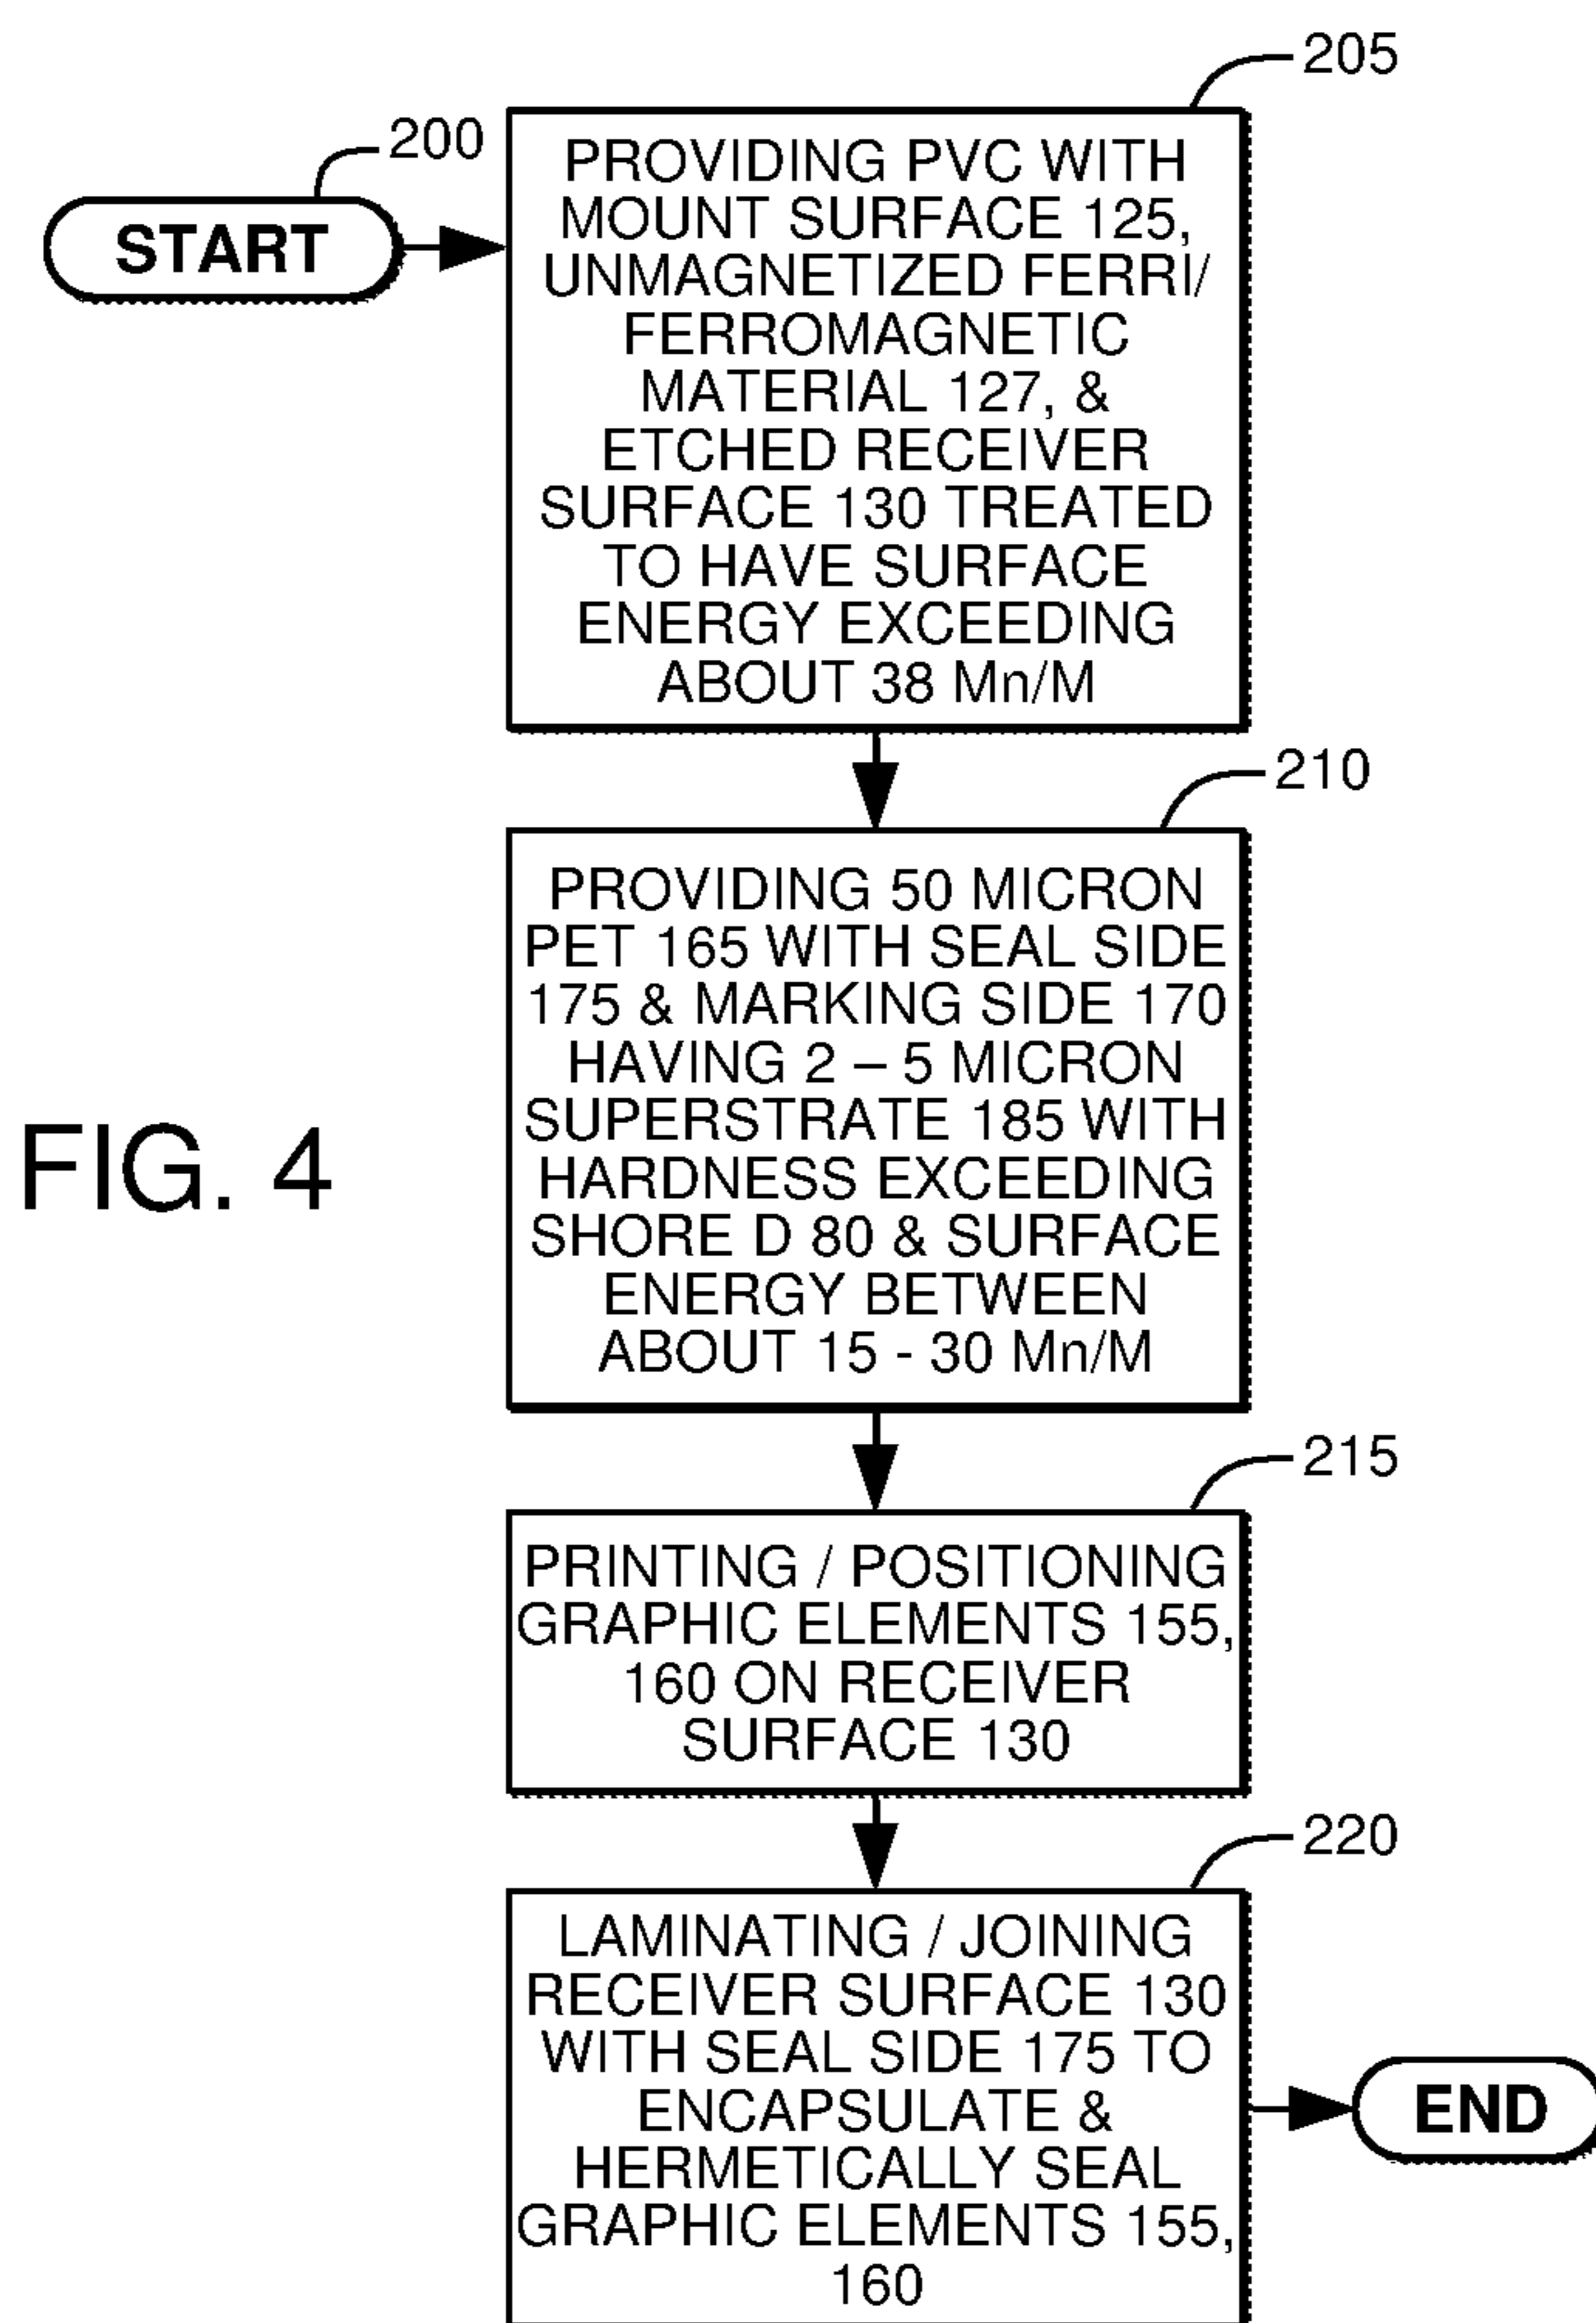 205
200
START
PROVIDING PVC WITH
MOUNT SURFACE 125,
UNMAGNETIZED FERRI/
FERROMAGNETIC
MATERIAL 127, &
ETCHED RECEIVER
SURFACE 130 TREATED
TO HAVE SURFACE
ENERGY EXCEEDING
ABOUT 38 Mn/M
210
PROVIDING 50 MICRON
PET 165 WITH SEAL SIDE
175 & MARKING SIDE 170
HAVING 2 – 5 MICRON
SUPERSTRATE 185 WITH
HARDNESS EXCEEDING
SHORE D 80 & SURFACE
ENERGY BETWEEN
ABOUT 15 - 30 Mn/M
FIG. 4
215
PRINTING / POSITIONING
GRAPHIC ELEMENTS 155,
160 ON RECEIVER
SURFACE 130
220
LAMINATING / JOINING
RECEIVER SURFACE 130
WITH SEAL SIDE 175 TO
ENCAPSULATE &
HERMETICALLY SEAL
GRAPHIC ELEMENTS 155,
160
END